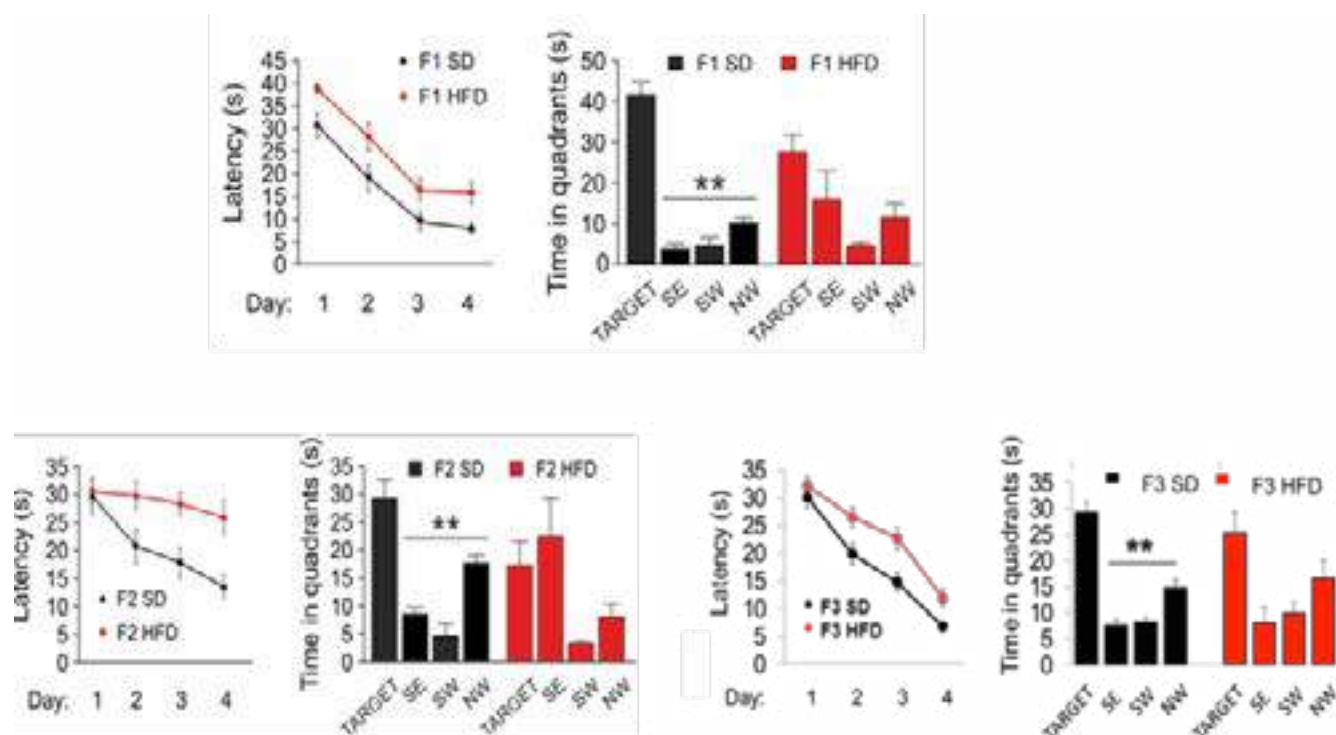 Latency (s)
45
40
35
30
25
20
15
10
5
0
F1 SD
F1 HFD
Day: 1 2 3 4
Time in quadrants (s)
50
40
30
20
10
0
F1 SD F1 HFD
**
TARGET SE SW NW TARGET SE SW NW
Latency (s)
35
30
25
20
15
10
5
0
F2 SD
F2 HFD
Day: 1 2 3 4
Time in quadrants (s)
35
30
25
20
15
10
5
0
F2 SD F2 HFD
**
TARGET SE SW NW TARGET SE SW NW
Latency (s)
35
30
25
20
15
10
5
0
F3 SD
F3 HFD
Day: 1 2 3 4
Time in quadrants (s)
35
30
25
20
15
10
5
0
F3 SD F3 HFD
**
TARGET SE SW NW TARGET SE SW NW